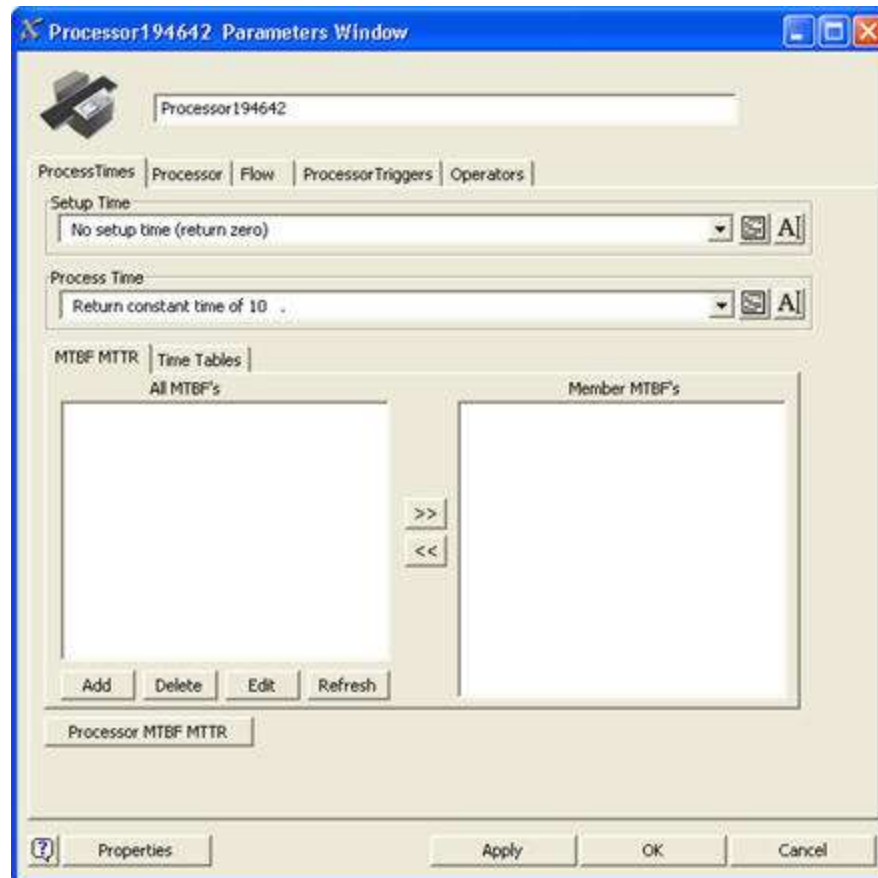 Processor194642 Parameters Window
Processor194642
ProcessTimes Processor Flow ProcessorTriggers Operators
Setup Time
No setup time (return zero)
A
Process Time
Return constant time of 10 .
A
MTBF MTTR Time Tables
All MTBF's Member MTBF's
>>
<<
Add Delete Edit Refresh
Processor MTBF MTTR
? Properties Apply OK Cancel